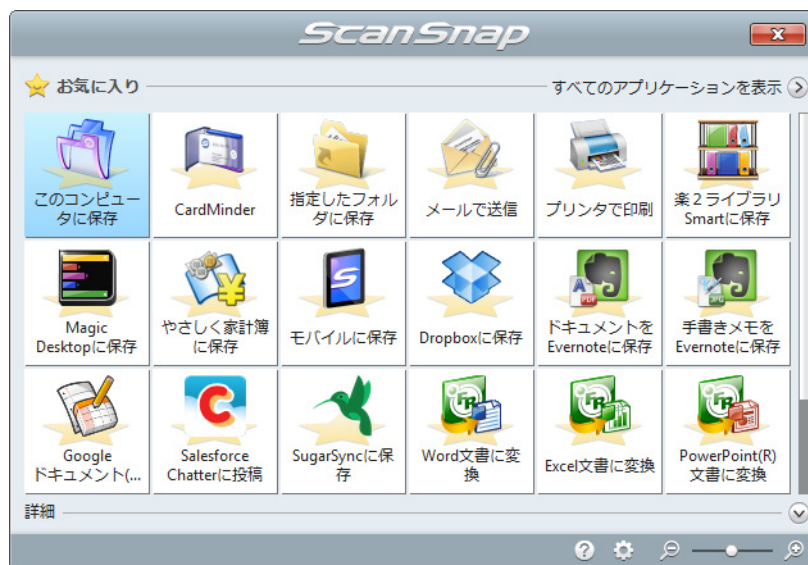 ScanSnap
お気に入り
すべてのアプリケーションを表示
このコンピュー
タに保存
CardMinder
指定したフォル
ダに保存
メールで送信
プリンタで印刷
楽2ライブラリ
Smartに保存
Magic
Desktopに保存
やさしく家計簿
に保存
モバイルに保存
Dropboxに保存
ドキュメントを
Evernoteに保存
手書きメモを
Evernoteに保存
Google
ドキュメント(...
Salesforce
Chatterに投稿
SugarSyncに保
存
Word文書に変
換
Excel文書に変換
PowerPoint(R)
文書に変換
詳細